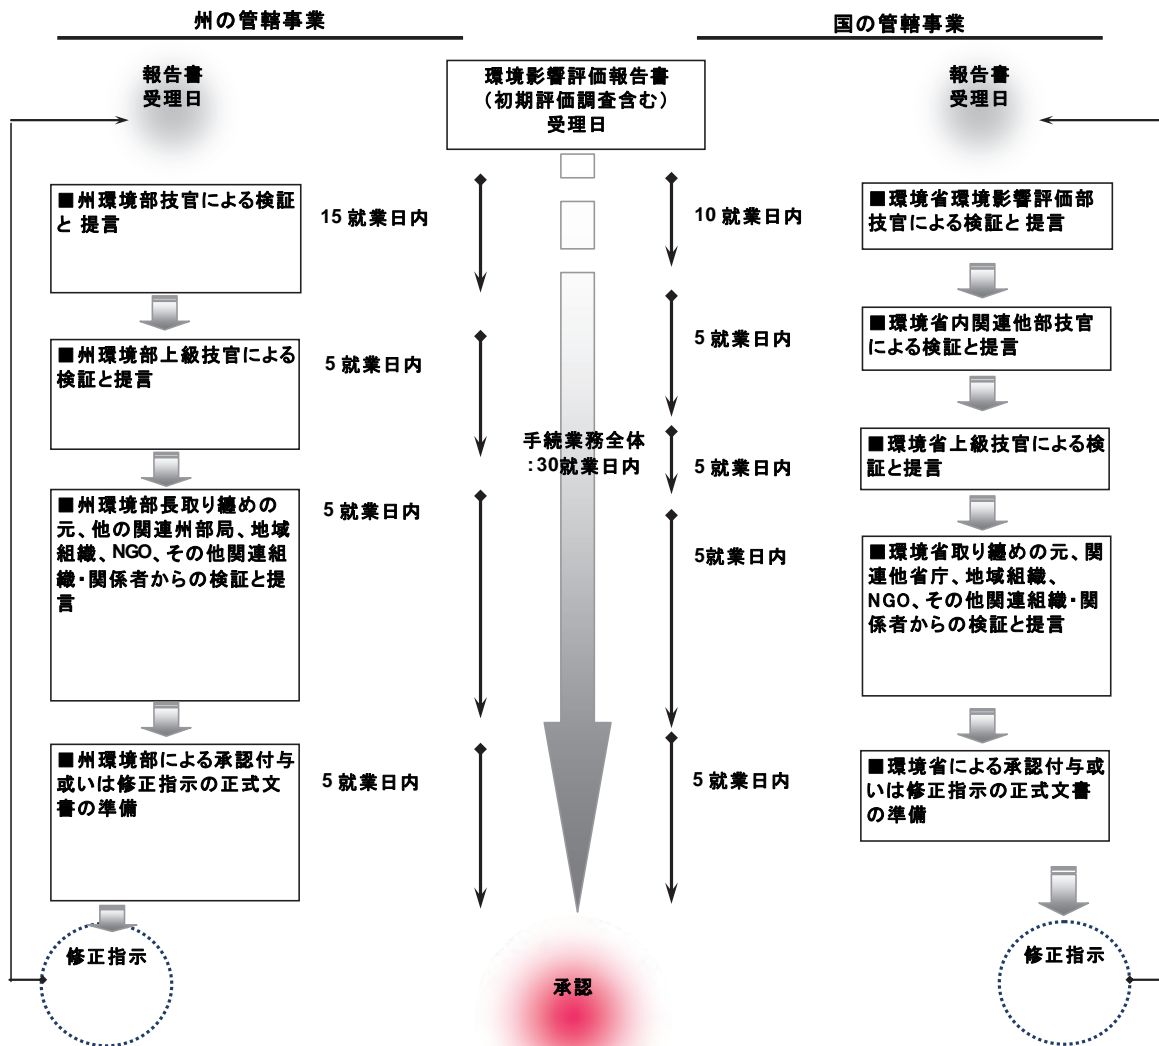 州の管轄事業
国の管轄事業
報告書
受理日
環境影響評価報告書
(初期評価調査含む)
受理日
報告書
受理日
■州環境部技官による検証
と 提言
15 就業日内
10 就業日内
■環境省環境影響評価部
技官による検証と 提言
■州環境部上級技官による
検証と提言
5 就業日内
5 就業日内
■環境省内関連他部技官
による検証と提言
手続業務全体
:30就業日内
5 就業日内
■環境省上級技官による検
証と提言
■州環境部長取り纏めの
元、他の関連州部局、地域
組織、NGO、その他関連組
織・関係者からの検証と提
言
5 就業日内
5就業日内
■環境省取り纏めの元、関
連他省庁、地域組織、
NGO、その他関連組織・関
係者からの検証と提言
■州環境部による承認付与
或いは修正指示の正式文
書の準備
5 就業日内
5 就業日内
■環境省による承認付与或
いは修正指示の正式文書
の準備
修正指示
承認
修正指示